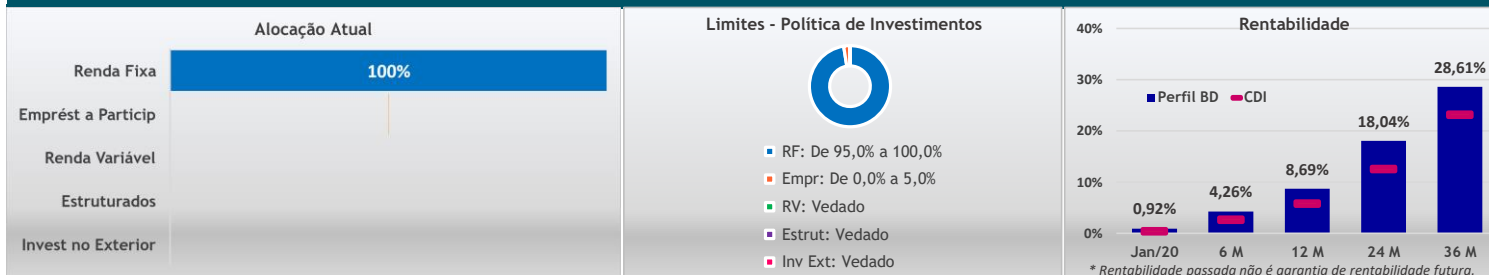 Alocação Atual
Renda Fixa
100%
Emprést a Particip
Renda Variável
Estruturados
Invest no Exterior
Limites - Política de Investimentos
RF: De 95,0% a 100,0%
Empr: De 0,0% a 5,0%
RV: Vedado
Estrut: Vedado
Inv Ext: Vedado
Rentabilidade
40%
30%
20%
10%
0%
Perfil BD
CDI
0,92%
4,26%
8,69%
18,04%
28,61%
Jan/20
6 M
12 M
24 M
36 M
* Rentabilidade passada não é garantia de rentabilidade futura.